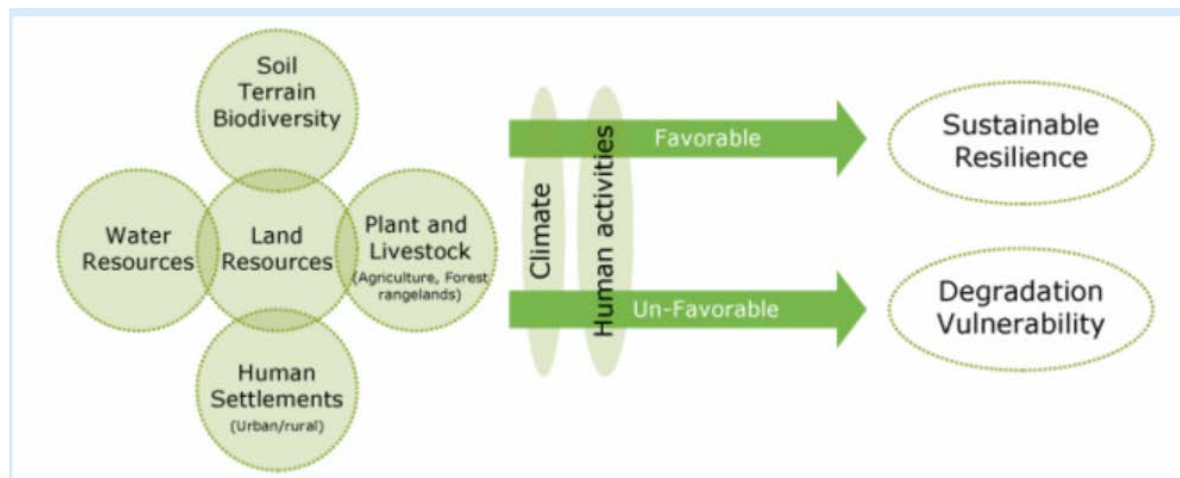 Soil
Terrain
Biodiversity
Water
Resources
Land
Resources
Plant and
Livestock
(Agriculture, Forest
rangelands)
Human
Settlements
(Urban/rural)
Climate
Human activities
Favorable
Un-Favorable
Sustainable
Resilience
Degradation
Vulnerability